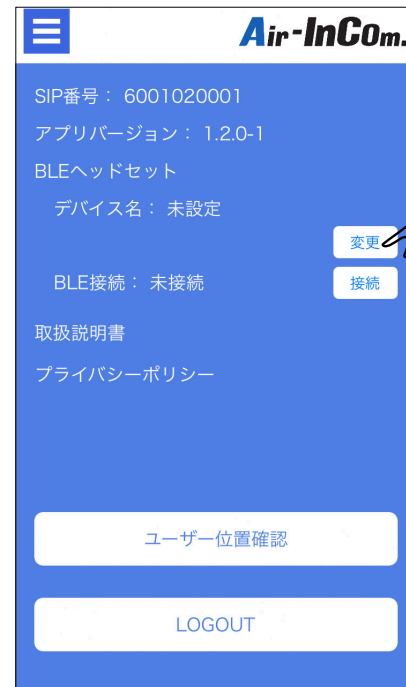 Air-InCom.
SIP番号： 6001020001
アプリバージョン： 1.2.0-1
BLEヘッドセット
デバイス名： 未設定
変更
BLE接続： 未接続
接続
取扱説明書
プライバシーポリシー
ユーザー位置確認
LOGOUT